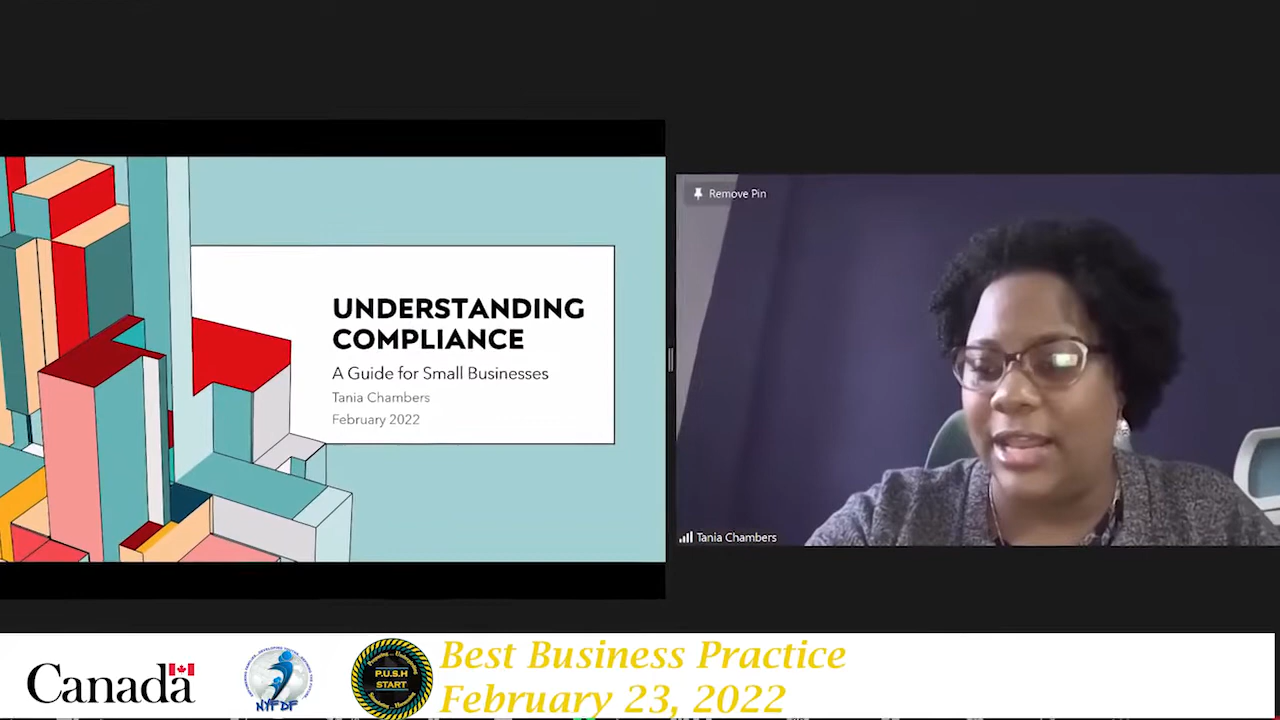 UNDERSTANDING
COMPLIANCE
A Guide for Small Businesses
Tania Chambers
February 2022
Remove Pin
Tania Chambers
Canada
NYFDF
P.U.S.H
START
Best Business Practice
February 23, 2022